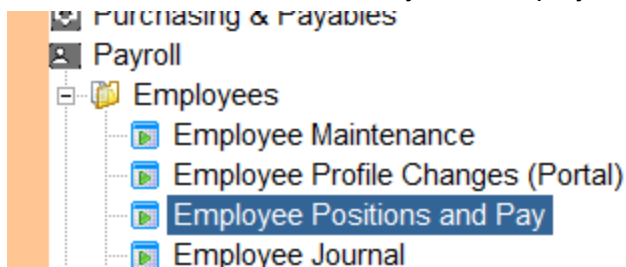 Purchasing & Payables
Payroll
Employees
Employee Maintenance
Employee Profile Changes (Portal)
Employee Positions and Pay
Employee Journal